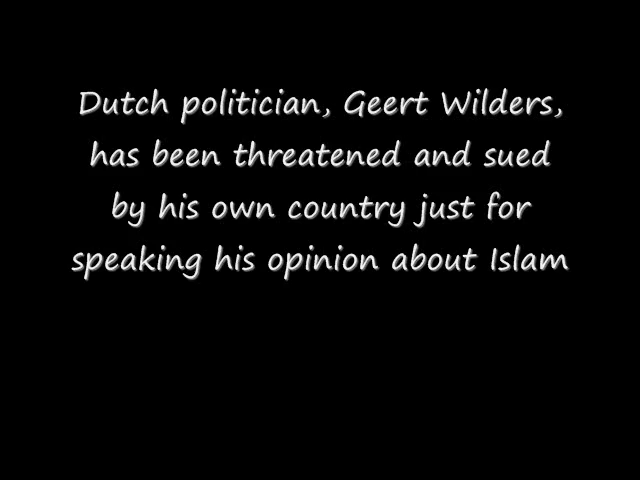 Dutch politician, Geert Wilders,
has been threatened and sued
by his own country just for
speaking his opinion about Islam